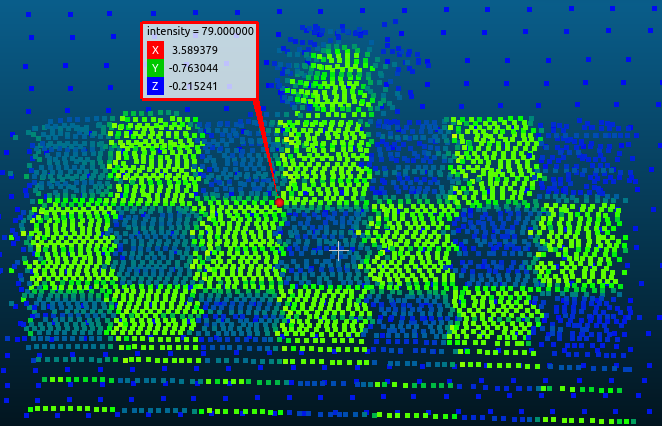 intensity = 79.000000
X 3.589379
Y -0.763044
Z -0.215241